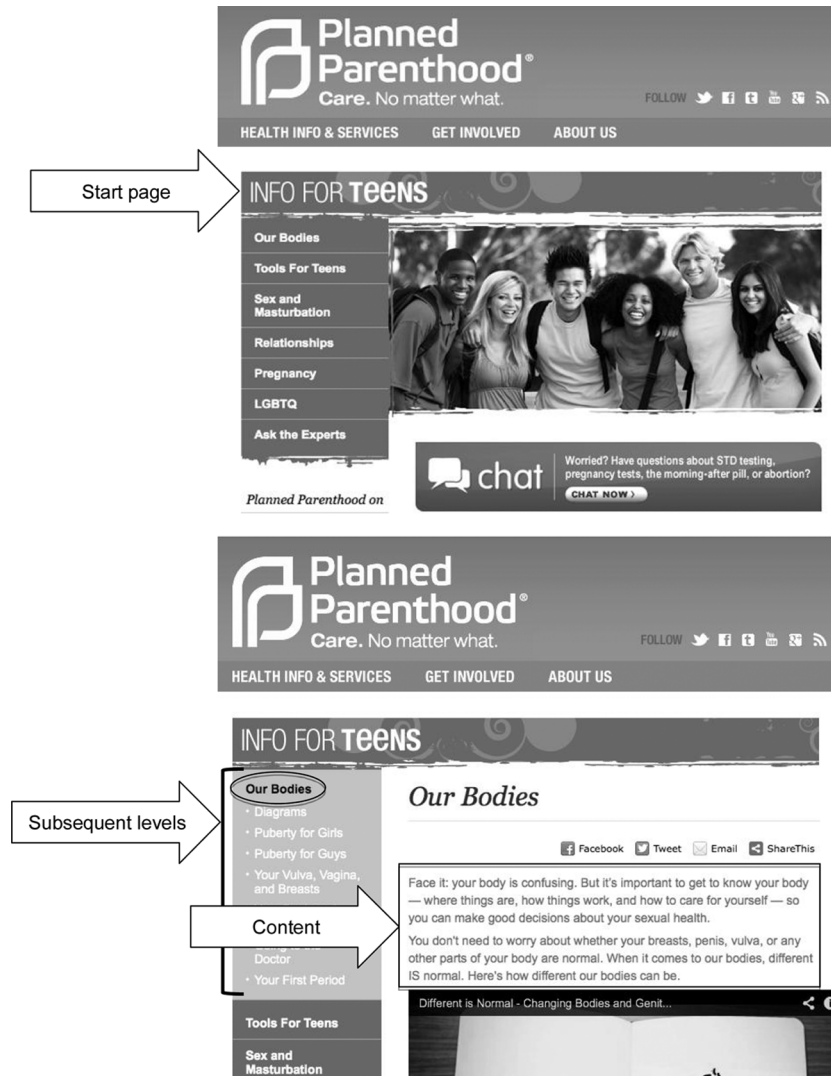 Planned
Parenthood®
Care. No matter what.
FOLLOW
HEALTH INFO & SERVICES GET INVOLVED ABOUT US
Start page
INFO FOR TeeNS
Our Bodies
Tools For Teens
Sex and
Masturbation
Relationships
Pregnancy
LGBTQ
Ask the Experts
chat
Worried? Have questions about STD testing,
pregnancy tests, the morning-after pill, or abortion?
CHAT NOW >
Planned Parenthood on
Planned
Parenthood®
Care. No matter what.
FOLLOW
HEALTH INFO & SERVICES GET INVOLVED ABOUT US
INFO FOR TeeNS
Subsequent levels
Our Bodies
• Diagrams
• Puberty for Girls
• Puberty for Guys
• Your Vulva, Vagina,
and Breasts
Doctor
• Your First Period
Tools For Teens
Sex and
Masturbation
Our Bodies
Facebook Tweet Email ShareThis
Content
Face it: your body is confusing. But it's important to get to know your body
— where things are, how things work, and how to care for yourself — so
you can make good decisions about your sexual health.
You don't need to worry about whether your breasts, penis, vulva, or any
other parts of your body are normal. When it comes to our bodies, different
IS normal. Here's how different our bodies can be.
Different is Normal - Changing Bodies and Genit...